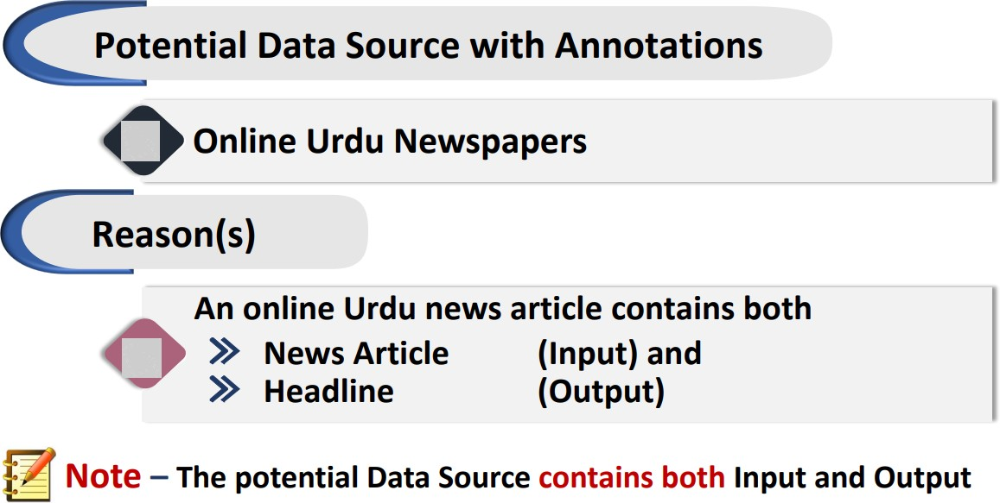 Potential Data Source with Annotations
Online Urdu Newspapers
Reason(s)
An online Urdu news article contains both
News Article (Input) and
Headline (Output)
Note – The potential Data Source contains both Input and Output